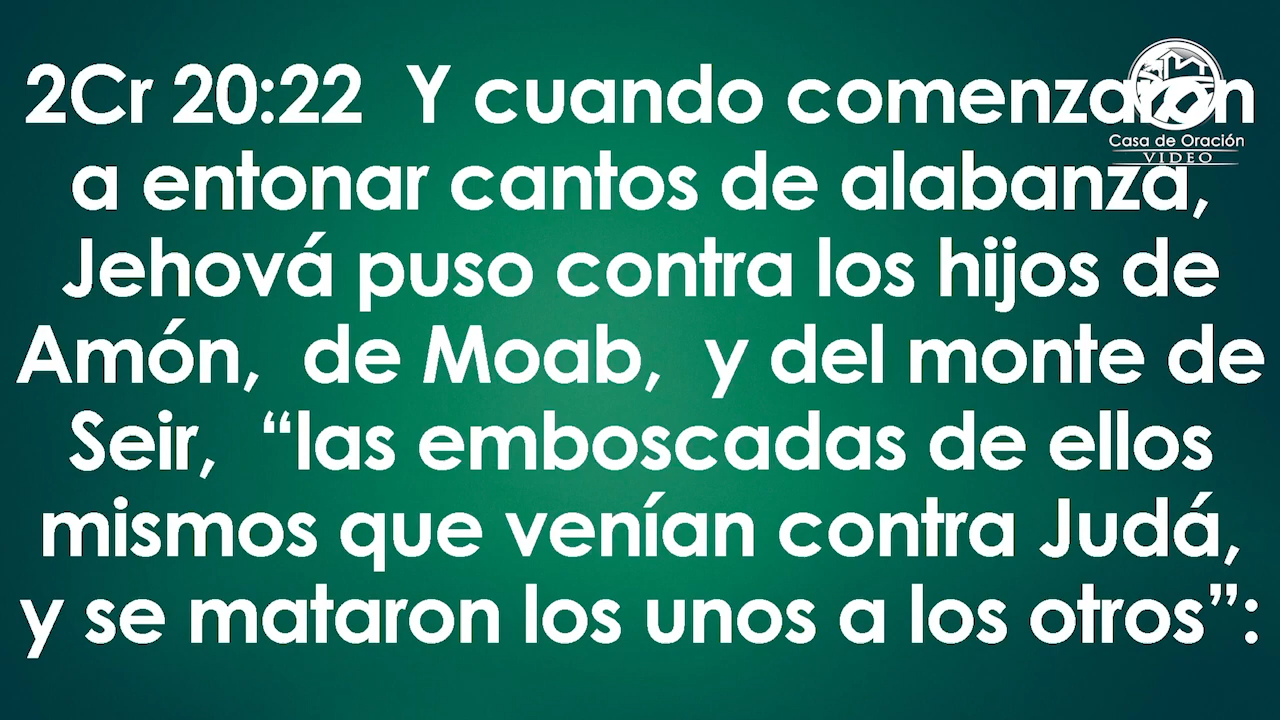 2Cr 20:22  Y cuando comenzaron
a entonar cantos de alabanza,
Jehová puso contra los hijos de
Amón,  de Moab,  y del monte de
Seir,  “las emboscadas de ellos
mismos que venían contra Judá,
y se mataron los unos a los otros”:
Casa de Oración
VIDEO